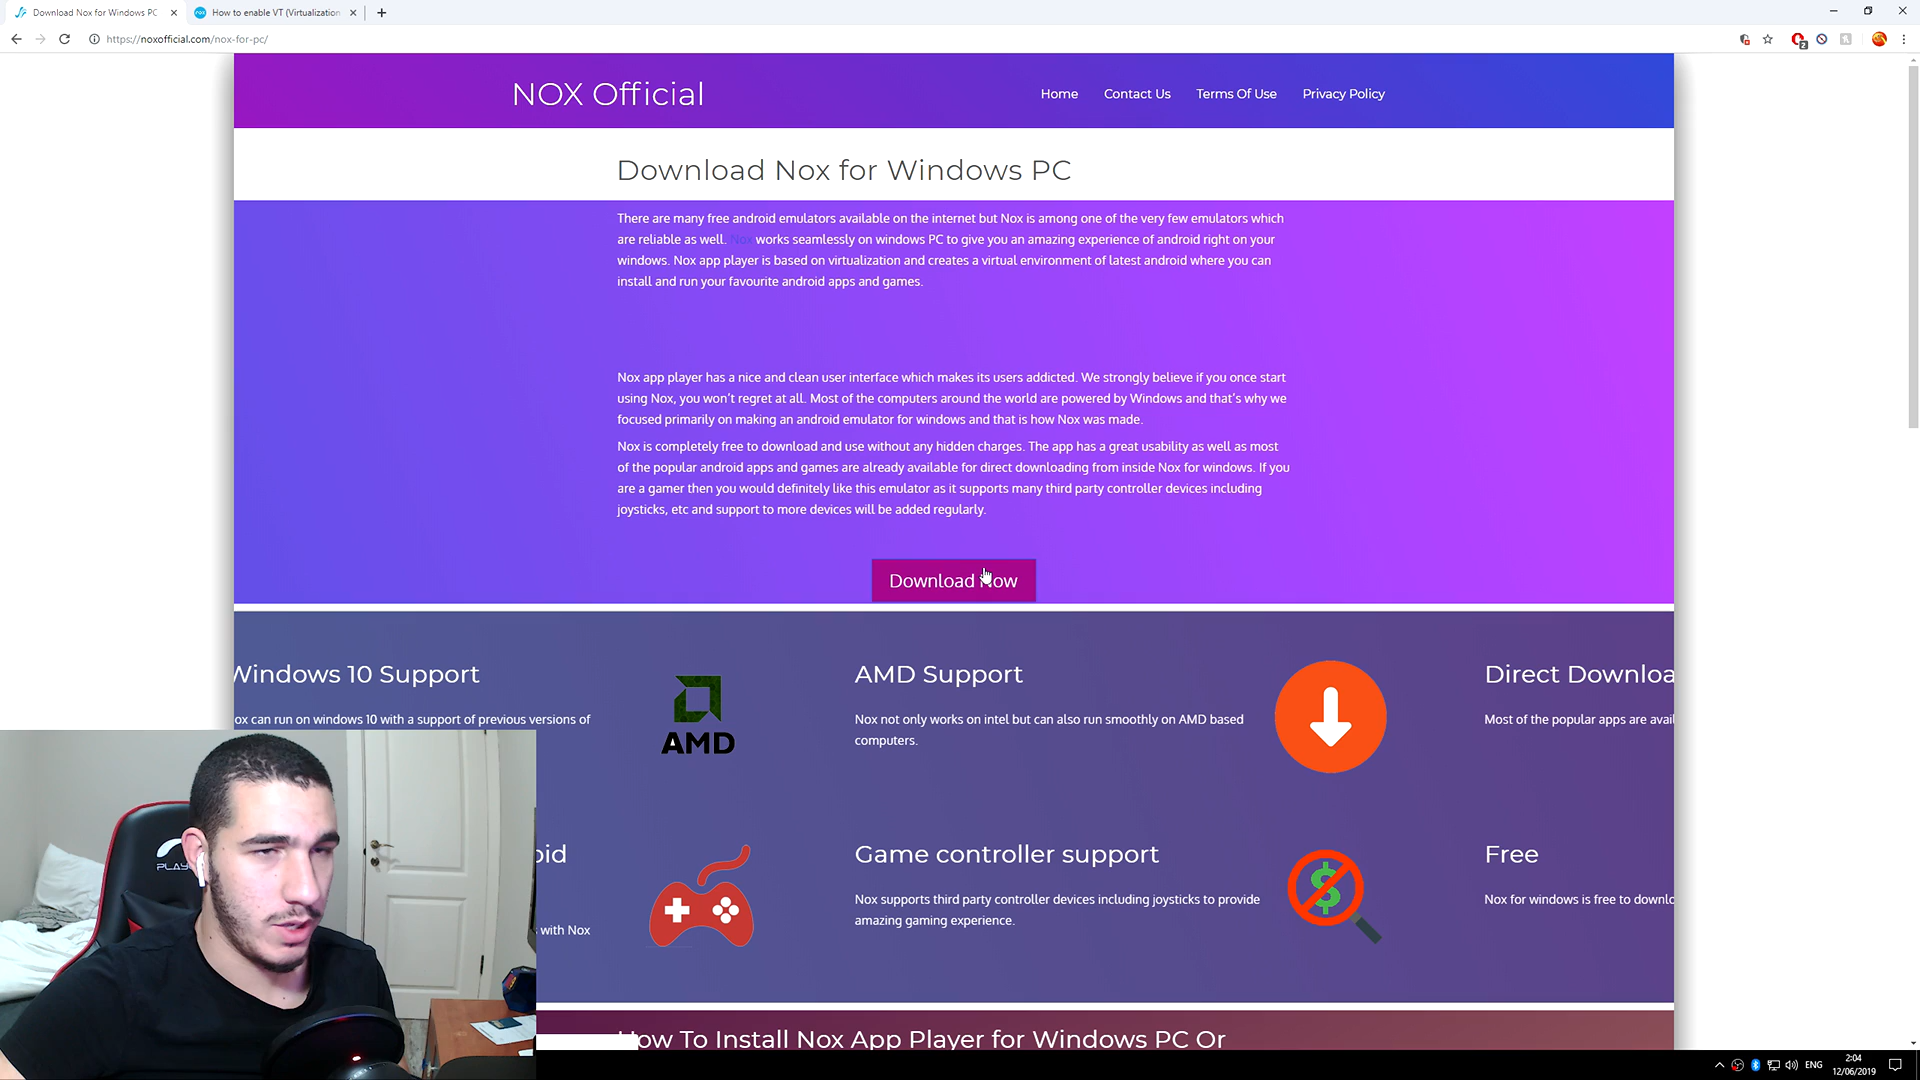 Download Nox for Windows PC
How to enable VT (Virtualization
https://noxofficial.com/nox-for-pc/
2
NOX Official
Home
Contact Us
Terms Of Use
Privacy Policy
Download Nox for Windows PC
There are many free android emulators available on the internet but Nox is among one of the very few emulators which
are reliable as well. Nox works seamlessly on windows PC to give you an amazing experience of android right on your
windows. Nox app player is based on virtualization and creates a virtual environment of latest android where you can
install and run your favourite android apps and games.
Nox app player has a nice and clean user interface which makes its users addicted. We strongly believe if you once start
using Nox, you won't regret at all. Most of the computers around the world are powered by Windows and that's why we
focused primarily on making an android emulator for windows and that is how Nox was made.
Nox is completely free to download and use without any hidden charges. The app has a great usability as well as most
of the popular android apps and games are already available for direct downloading from inside Nox for windows. If you
are a gamer then you would definitely like this emulator as it supports many third party controller devices including
joysticks, etc and support to more devices will be added regularly.
Download Now
Windows 10 Support
ox can run on windows 10 with a support of previous versions of
AMD
AMD Support
Nox not only works on intel but can also run smoothly on AMD based
computers.
Direct Downloa
Most of the popular apps are avail
oid
with Nox
Game controller support
Nox supports third party controller devices including joysticks to provide
amazing gaming experience.
Free
Nox for windows is free to downlo
How To Install Nox App Player for Windows PC Or
PLAY
ENG
2:04
12/06/2019